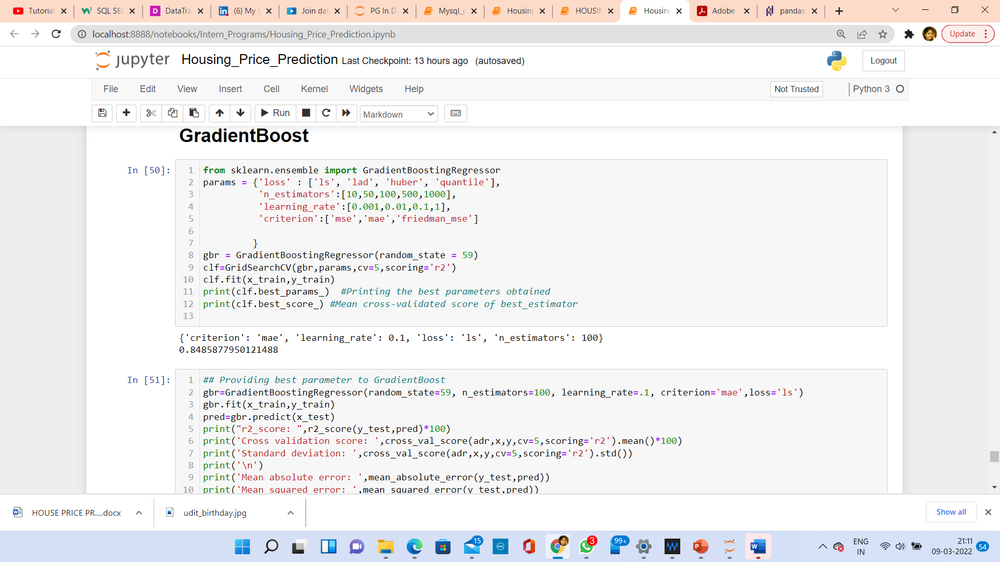 Tutorial
SQL SEL
DataTra
(6) My L
Join dat
PG In D
Mysql_p
Housing
HOUSIN
Housing
Adobe
pandas
localhost:8888/notebooks/Intern_Programs/Housing_Price_Prediction.ipynb
Update
jupyter Housing_Price_Prediction Last Checkpoint: 13 hours ago (autosaved)
Logout
File Edit View Insert Cell Kernel Widgets Help
Not Trusted
Python 3
Run
Markdown
GradientBoost
In [50]:
1 from sklearn.ensemble import GradientBoostingRegressor
2 params = {'loss' : ['ls', 'lad', 'huber', 'quantile'],
3 'n_estimators':[10,50,100,500,1000],
4 'learning_rate':[0.001,0.01,0.1,1],
5 'criterion':['mse','mae','friedman_mse']
6
7 }
8 gbr = GradientBoostingRegressor(random_state = 59)
9 clf=GridSearchCV(gbr,params,cv=5,scoring='r2')
10 clf.fit(x_train,y_train)
11 print(clf.best_params_) #Printing the best parameters obtained
12 print(clf.best_score_) #Mean cross-validated score of best_estimator
13
{'criterion': 'mae', 'learning_rate': 0.1, 'loss': 'ls', 'n_estimators': 100}
0.8485877950121488
In [51]:
1 ## Providing best parameter to GradientBoost
2 gbr=GradientBoostingRegressor(random_state=59, n_estimators=100, learning_rate=.1, criterion='mae',loss='ls')
3 gbr.fit(x_train,y_train)
4 pred=gbr.predict(x_test)
5 print("r2_score: ",r2_score(y_test,pred)*100)
6 print('Cross validation score: ',cross_val_score(adr,x,y,cv=5,scoring='r2').mean()*100)
7 print('Standard deviation: ',cross_val_score(adr,x,y,cv=5,scoring='r2').std())
8 print('\n')
9 print('Mean absolute error: ',mean_absolute_error(y_test,pred))
10 print('Mean squared error: ',mean_squared_error(y_test,pred))
HOUSE PRICE PR....docx
udit_birthday.jpg
Show all
15
DELL
3
99+
ENG
IN
21:11
09-03-2022
54